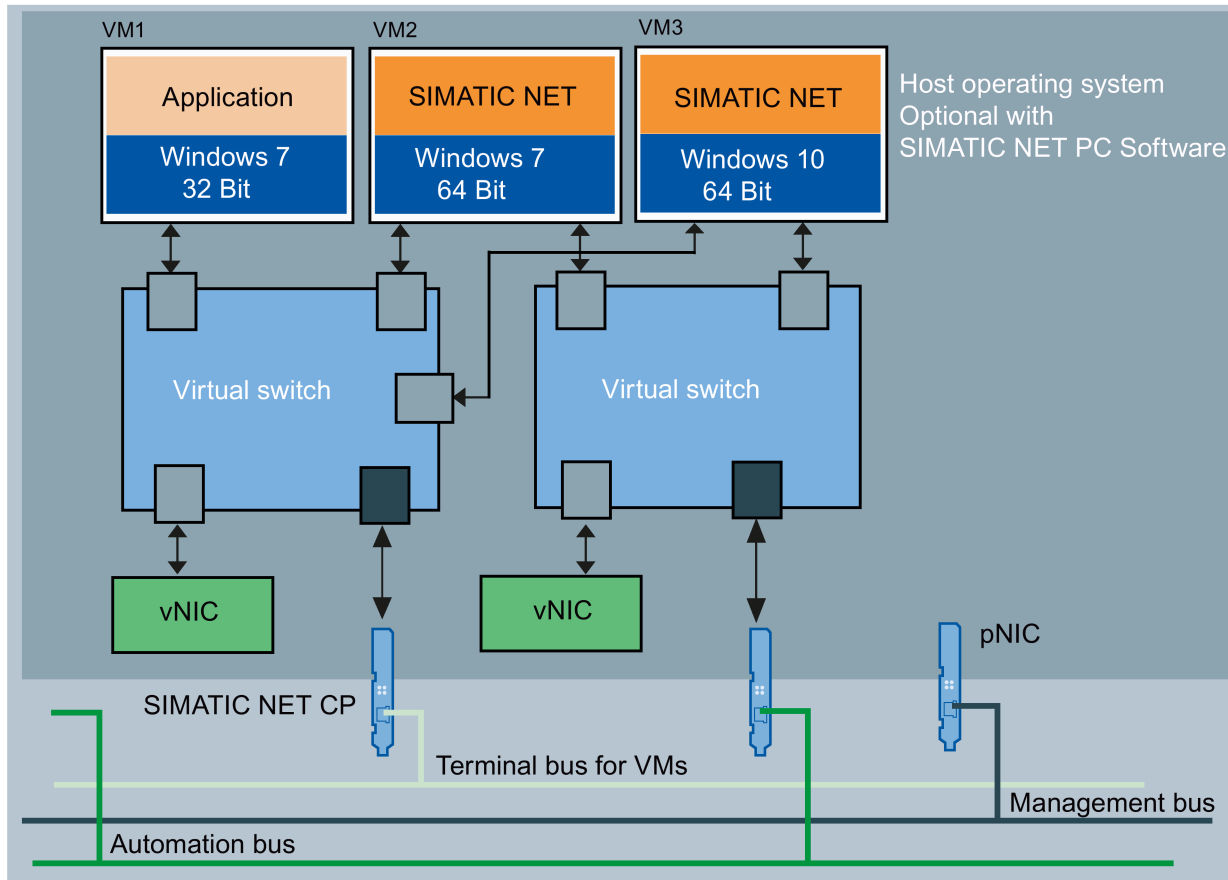 VM1
VM2
VM3
Application
Windows 7
32 Bit
SIMATIC NET
Windows 7
64 Bit
SIMATIC NET
Windows 10
64 Bit
Host operating system
Optional with
SIMATIC NET PC Software
Virtual switch
Virtual switch
vNIC
vNIC
pNIC
SIMATIC NET CP
Terminal bus for VMs
Management bus
Automation bus